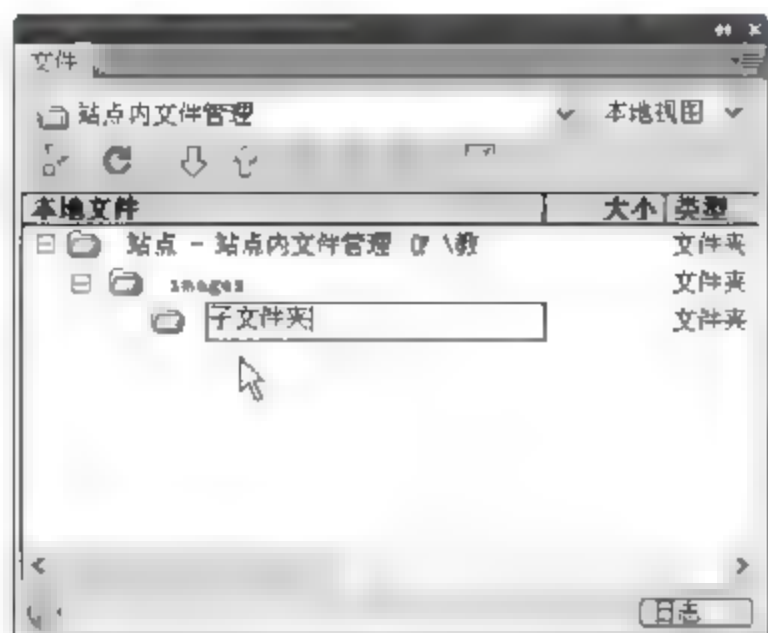 文件
站点内文件管理 本地视图
本地文件 大小 类型
站点 - 站点内文件管理 \教 文件夹
images 文件夹
子文件夹 文件夹
日志